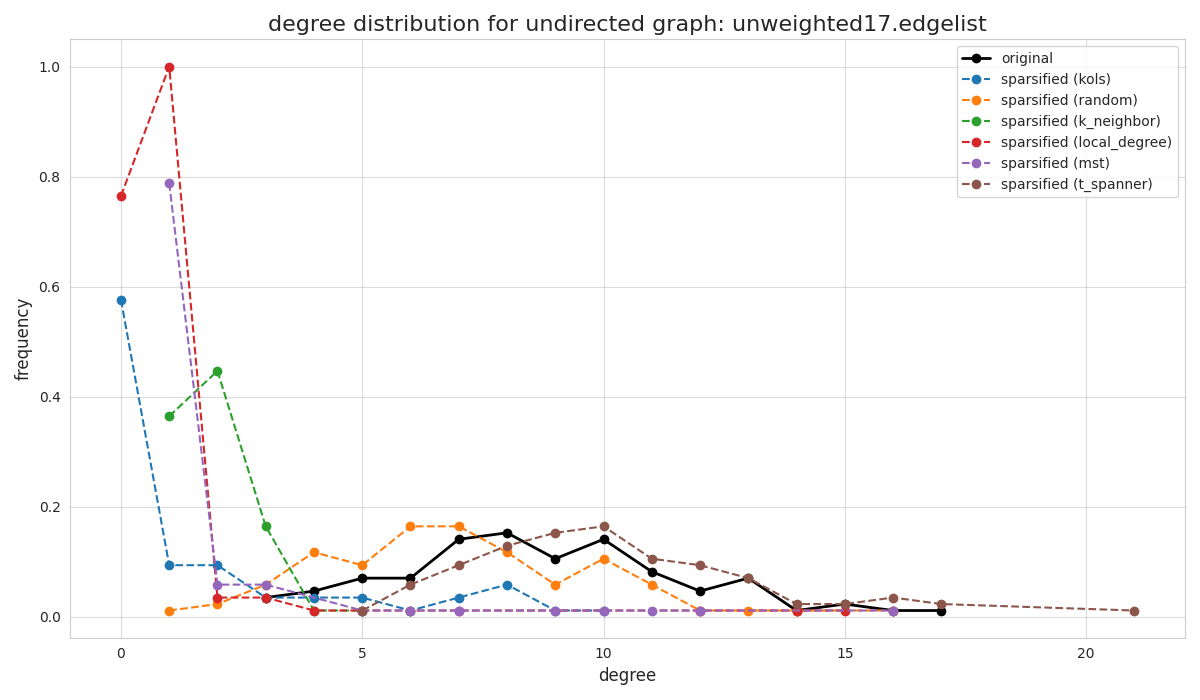 degree distribution for undirected graph: unweighted17.edgelist
original
sparsified (kols)
sparsified (random)
sparsified (k_neighbor)
sparsified (local_degree)
sparsified (mst)
sparsified (t_spanner)
frequency
1.0
0.8
0.6
0.4
0.2
0.0
0 5 10 15 20
degree